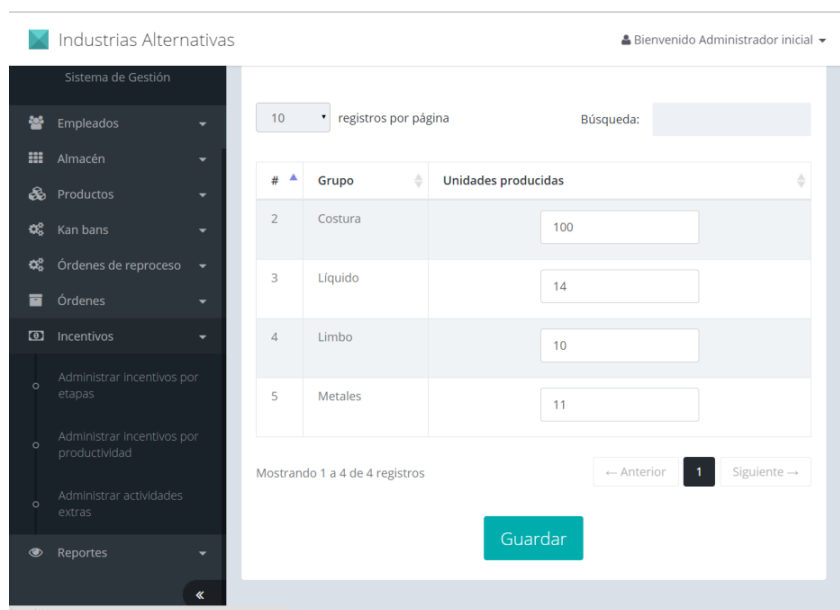 Industrias Alternativas
Bienvenido Administrador inicial
Sistema de Gestión
Empleados
Almacén
Productos
Kan bans
Órdenes de reproceso
Órdenes
Incentivos
Administrar incentivos por
etapas
Administrar incentivos por
productividad
Administrar actividades
extras
Reportes
«
10 registros por página Búsqueda:
# Grupo Unidades producidas
2 Costura 100
3 Líquido 14
4 Limbo 10
5 Metales 11
Mostrando 1 a 4 de 4 registros ← Anterior 1 Siguiente →
Guardar